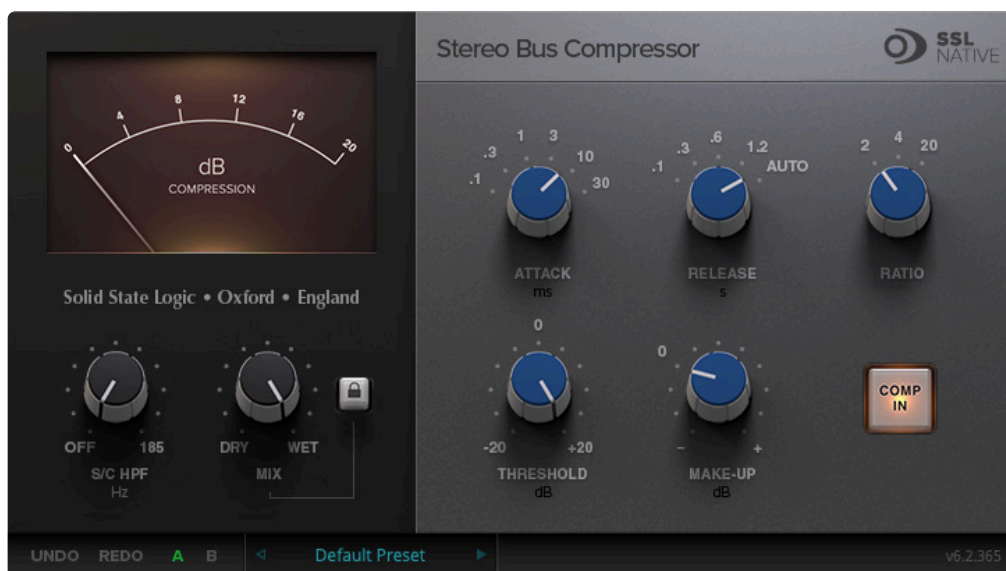 Stereo Bus Compressor
SSL
NATIVE
0 4 8 12 16 20
dB
COMPRESSION
Solid State Logic • Oxford • England
OFF 185
S/C HPF
Hz
DRY WET
MIX
.1 .3 1 3 10 30
ATTACK
ms
.1 .3 .6 1.2 AUTO
RELEASE
s
2 4 20
RATIO
0
-20 +20
THRESHOLD
dB
0
− +
MAKE-UP
dB
COMP
IN
UNDO REDO A B
Default Preset
v6.2.365